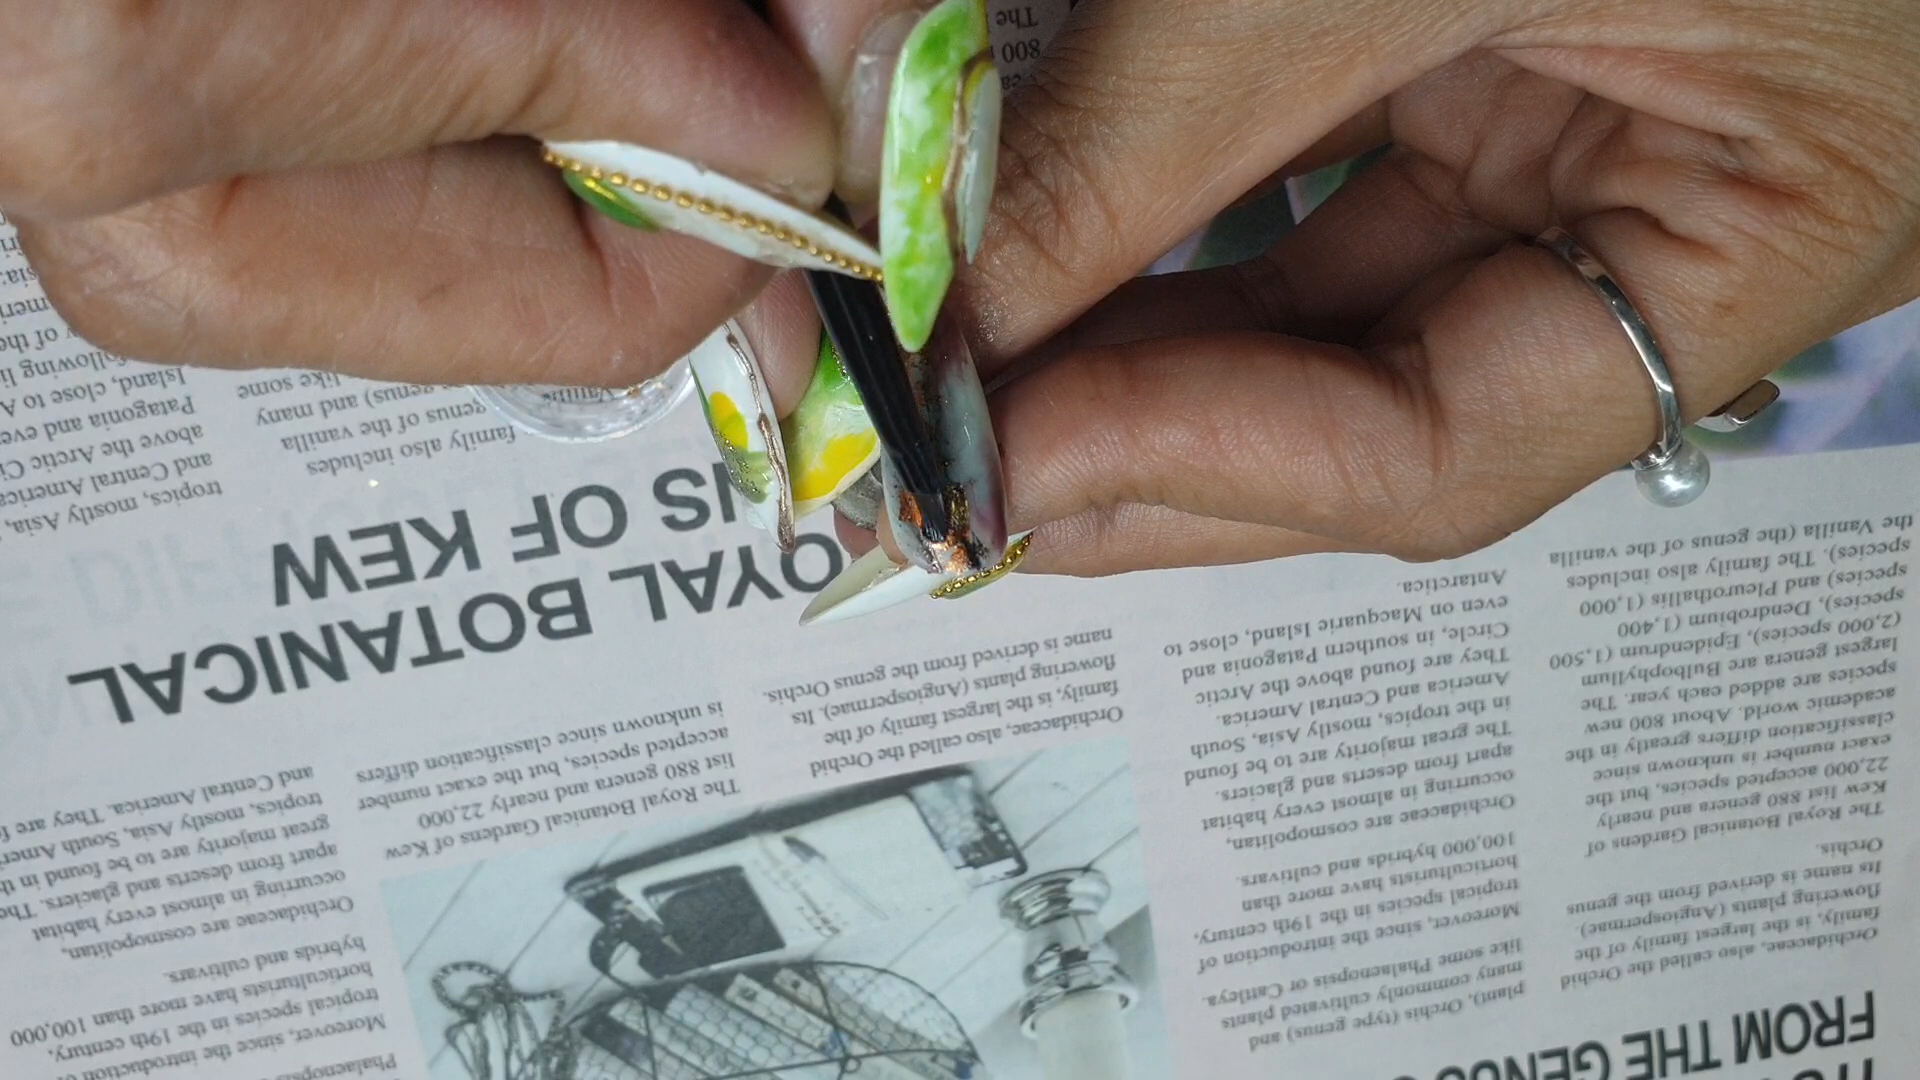 FROM THE GENUS
Orchidaceae, also called the Orchid
family, is the largest family of the
flowering plants (Angiospermae).
Its name is derived from the genus
Orchis.
The Royal Botanical Gardens of
Kew list 880 genera and nearly
22,000 accepted species, but the
exact number is unknown since
classification differs greatly in the
academic world. About 800 new
species are added each year. The
largest genera are Bulbophyllum
(2,000 species), Epidendrum (1,500
species), Dendrobium (1,400
species) and Pleurothallis (1,000
species). The family also includes
the Vanilla (the genus of the vanilla
plant), Orchis (type genus) and
many commonly cultivated plants
like some Phalaenopsis or Cattleya.
Moreover, since the introduction of
tropical species in the 19th century,
horticulturists have more than
100,000 hybrids and cultivars.
Orchidaceae are cosmopolitan,
occurring in almost every habitat
apart from deserts and glaciers.
The great majority are to be found
in the tropics, mostly Asia, South
America and Central America.
They are found above the Arctic
Circle, in southern Patagonia and
even on Macquarie Island, close to
Antarctica.
Orchidaceae, also called the Orchid
family, is the largest family of the
flowering plants (Angiospermae). Its
name is derived from the genus Orchis.
The Royal Botanical Gardens of Kew
list 880 genera and nearly 22,000
accepted species, but the exact number
is unknown since classification differs
Moreover, since the introduction of
tropical species in the 19th century,
horticulturists have more than 100,000
hybrids and cultivars.
Orchidaceae are cosmopolitan,
occurring in almost every habitat
apart from deserts and glaciers. The
great majority are to be found in the
tropics, mostly Asia, South
and Central America. They are
OYAL BOTANICAL
NS OF KEW
family also includes
genus of the vanilla
genus) and many
like some
tropics, mostly Asia,
and Central America
above the Arctic
Patagonia and
Island, close to
following
of the
The
800